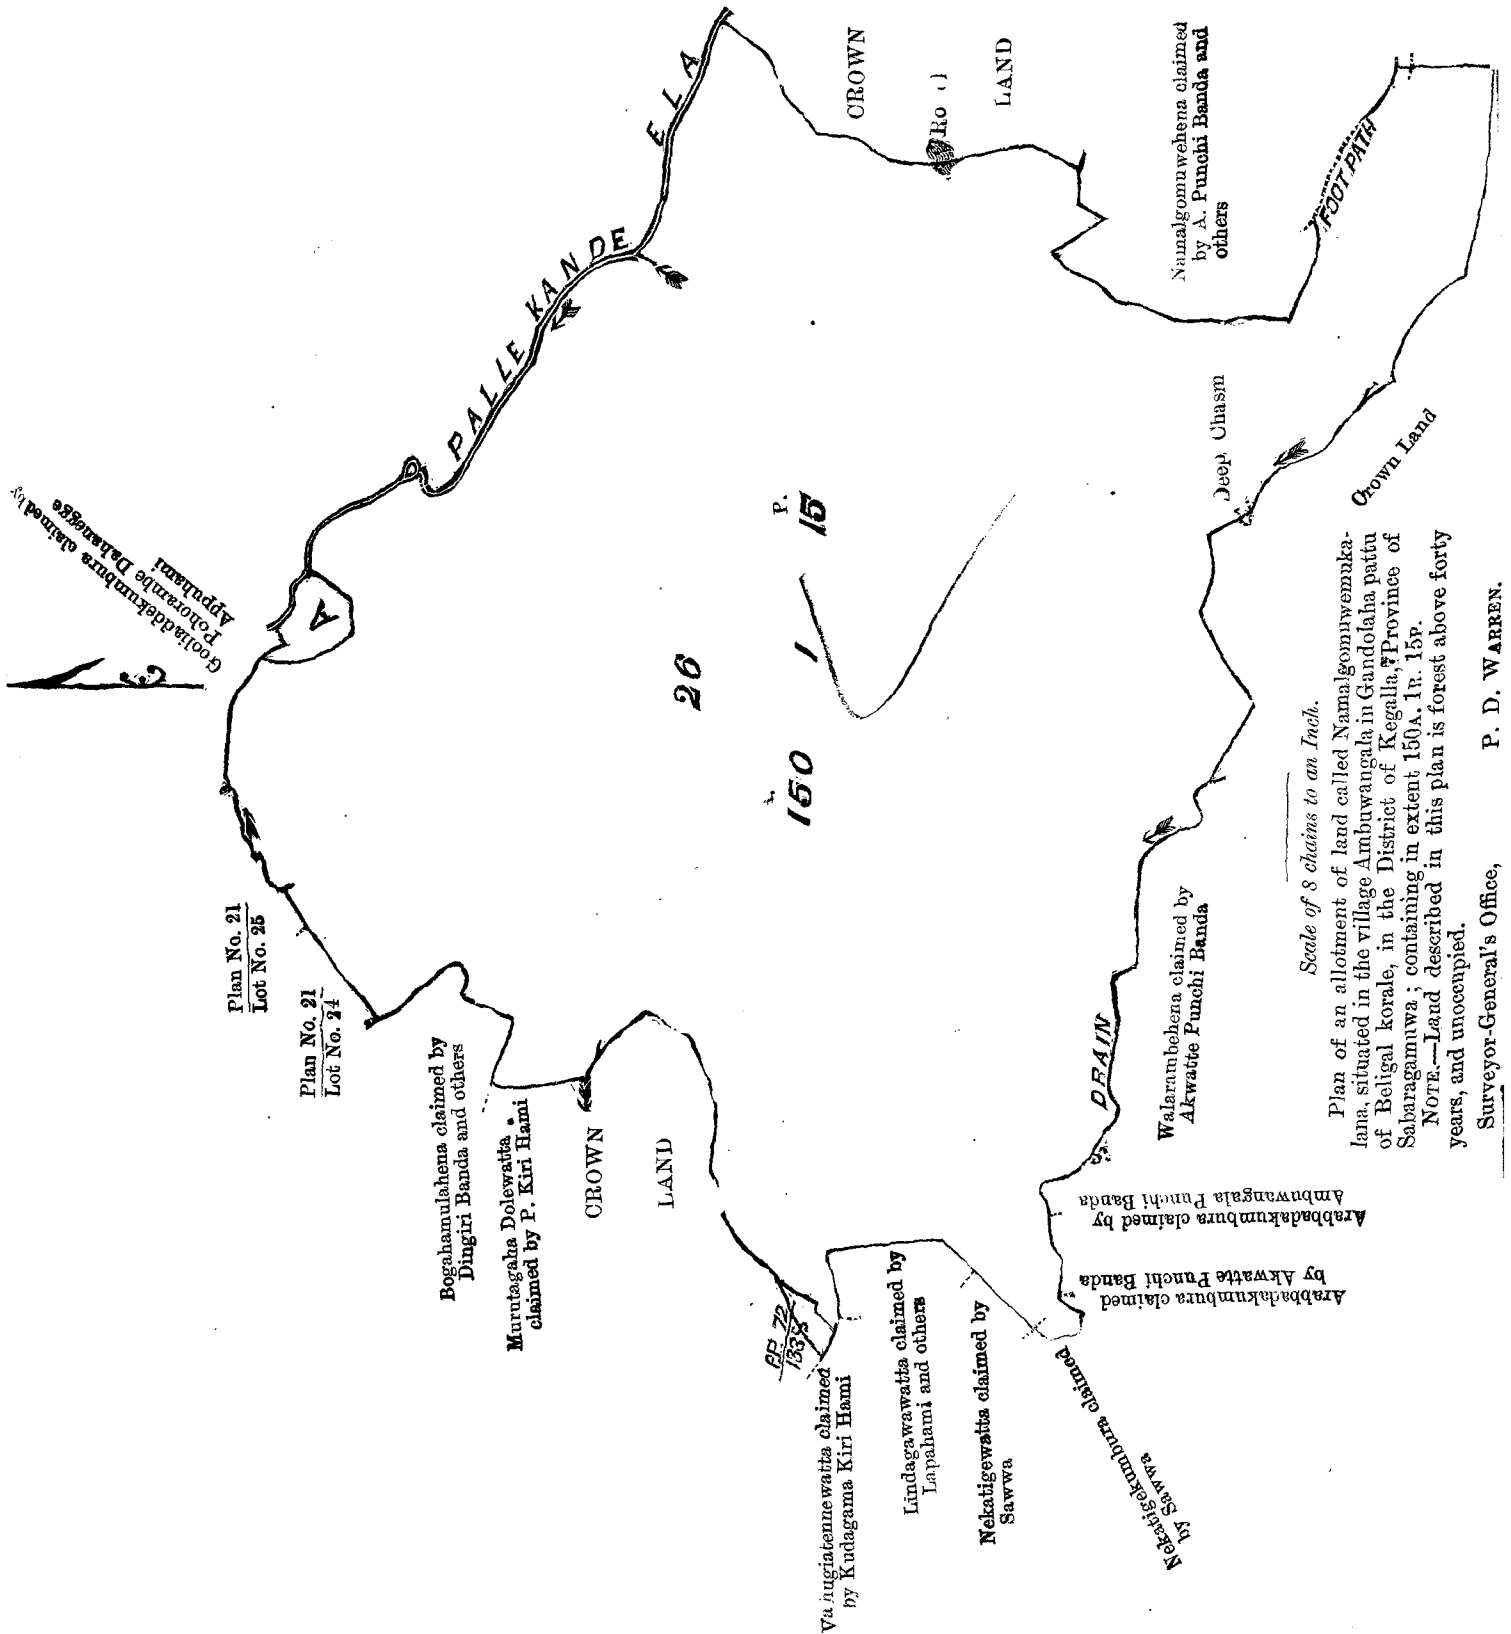 Gooliaddekumbura claimed by
Pohorambe Dahanegge
Appuhami
A
PALLE KANDE ELA
CROWN
LAND
Namalgomuwehena claimed
by A. Punchi Banda and
others
FOOT PATH
Deep Chasm
Crown Land
Plan No. 21
Lot No. 25
Plan No. 21
Lot No. 24
Bogahamulahena claimed by
Dingiri Banda and others
Murutagaha Dolewatta
claimed by P. Kiri Hami
CROWN
LAND
26
P.
150 1 15
PP. 72
by Kudagama Kiri Hami
Lindagawawatta claimed by
Lapahami and others
Nekatigewatta claimed by
Sawwa
Nekatigekumbura claimed
by Sawwa
Arabbadakumbura claimed
by Akwatte Punchi Banda
Arabbadakumbura claimed by
Ambuwangala Punchi Banda
DRAIN
Walarambehena claimed by
Akwatte Punchi Banda
Scale of 8 chains to an Inch.
Plan of an allotment of land called Namalgomuwemuka-
lana, situated in the village Ambuwangala in Gandolaha pattu
of Beligal korale, in the District of Kegalla, Province of
Sabaragamuwa ; containing in extent 150A. 1R. 15P.
NOTE.—Land described in this plan is forest above forty
years, and unoccupied.
Surveyor-General's Office, P. D. WARREN.